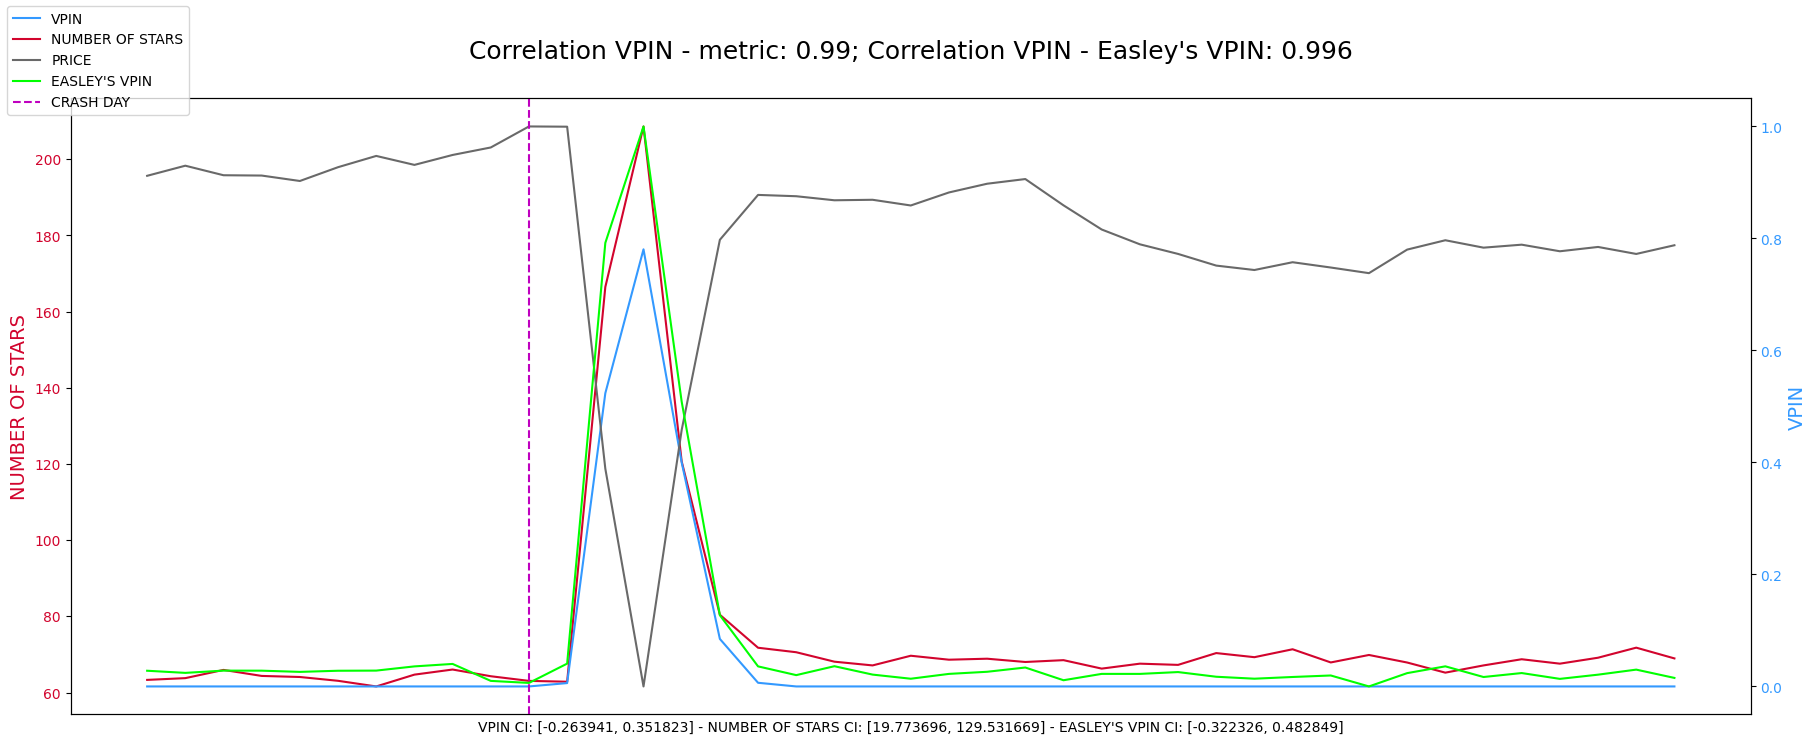 VPIN
NUMBER OF STARS
PRICE
EASLEY'S VPIN
CRASH DAY
Correlation VPIN - metric: 0.99; Correlation VPIN - Easley's VPIN: 0.996
NUMBER OF STARS
200
180
160
140
120
100
80
60
1.0
0.8
0.6
0.4
0.2
0.0
VPIN
VPIN CI: [-0.263941, 0.351823] - NUMBER OF STARS CI: [19.773696, 129.531669] - EASLEY'S VPIN CI: [-0.322326, 0.482849]